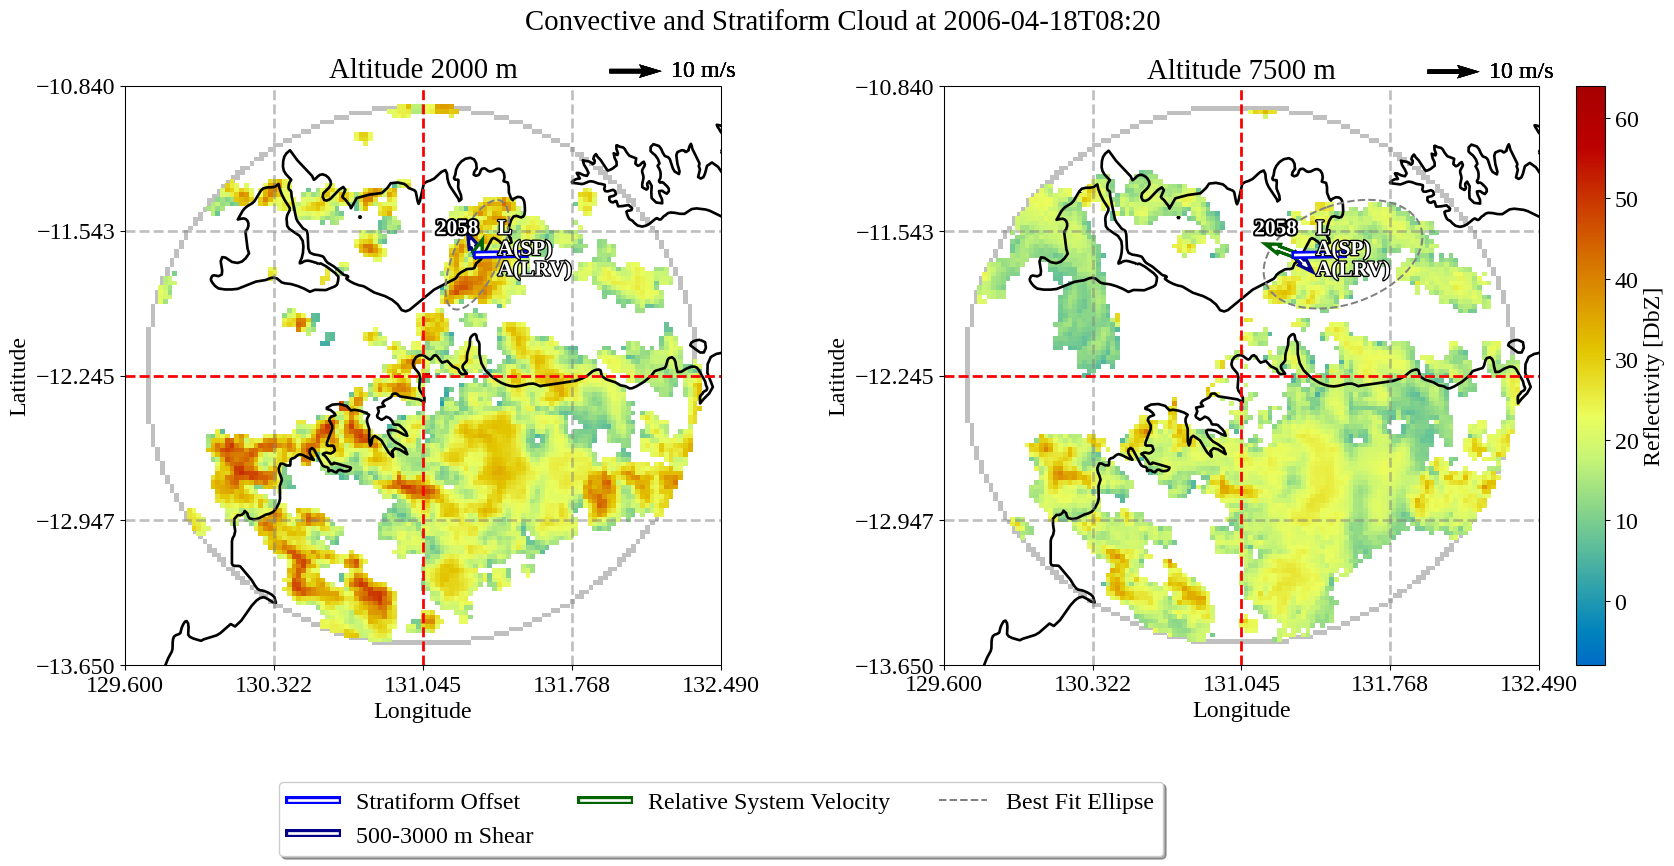 Convective and Stratiform Cloud at 2006-04-18T08:20
Altitude 2000 m
10 m/s
−10.840
−11.543
−12.245
−12.947
−13.650
Latitude
2058
L
A(SP)
A(LRV)
129.600
130.322
131.045
131.768
132.490
Longitude
Altitude 7500 m
10 m/s
−10.840
−11.543
−12.245
−12.947
−13.650
Latitude
2058
L
A(SP)
A(LRV)
129.600
130.322
131.045
131.768
132.490
Longitude
60
50
40
30
20
10
0
Reflectivity [DbZ]
Stratiform Offset
500-3000 m Shear
Relative System Velocity
Best Fit Ellipse